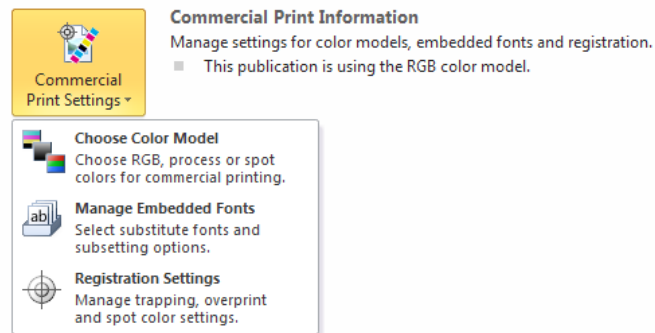 Commercial Print Information
Manage settings for color models, embedded fonts and registration.
This publication is using the RGB color model.
Commercial
Print Settings
Choose Color Model
Choose RGB, process or spot
colors for commercial printing.
ab
Manage Embedded Fonts
Select substitute fonts and
subsetting options.
Registration Settings
Manage trapping, overprint
and spot color settings.